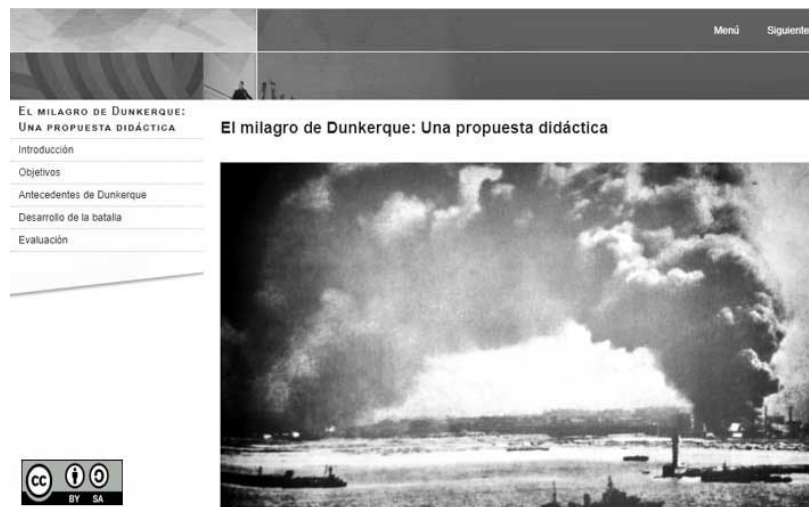 Menú Siguiente
EL MILAGRO DE DUNKERQUE:
UNA PROPUESTA DIDÁCTICA
Introducción
Objetivos
Antecedentes de Dunkerque
Desarrollo de la batalla
Evaluación
El milagro de Dunkerque: Una propuesta didáctica
cc
BY SA